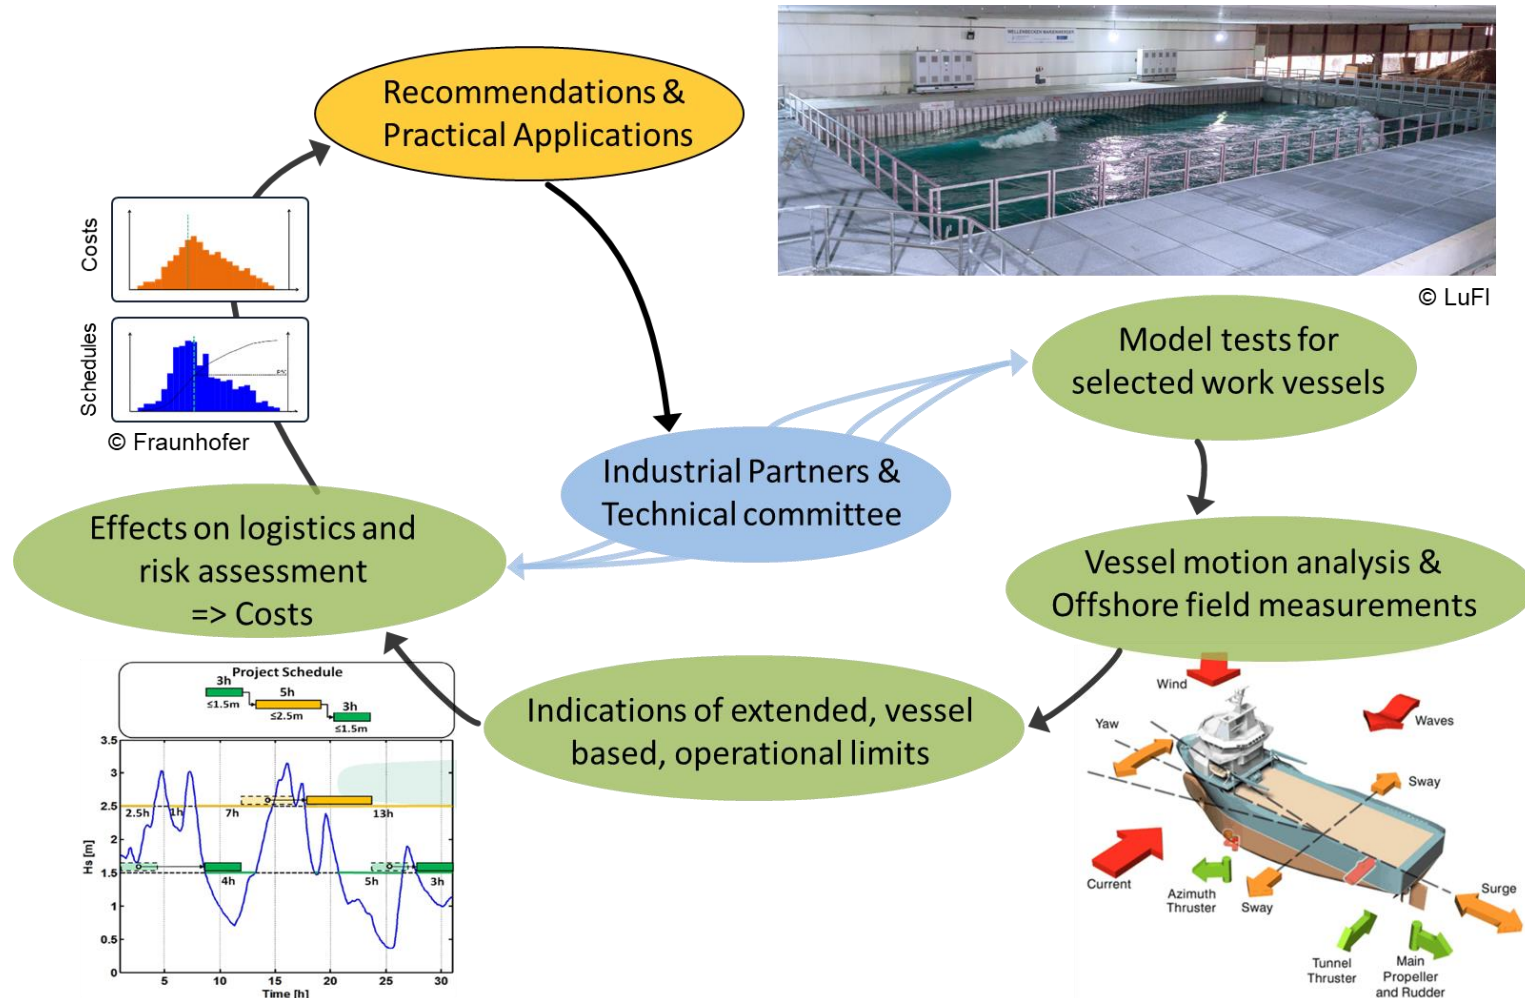 Recommendations &
Practical Applications
WELLENBECKEN MARIENWERDER
© LuFI
Costs
Schedules
© Fraunhofer
Model tests for
selected work vessels
Industrial Partners &
Technical committee
Effects on logistics and
risk assessment
=> Costs
Vessel motion analysis &
Offshore field measurements
Indications of extended, vessel
based, operational limits
Project Schedule
3h
5h
3h
≤1.5m
≤2.5m
≤1.5m
Hs [m]
3.5
3
2.5
2
1.5
1
0.5
0
2.5h
1h
7h
13h
4h
5h
3h
5
10
15
20
25
30
Time [h]
Wind
Waves
Yaw
Sway
Current
Azimuth
Thruster
Sway
Surge
Tunnel
Thruster
Main
Propeller
and Rudder